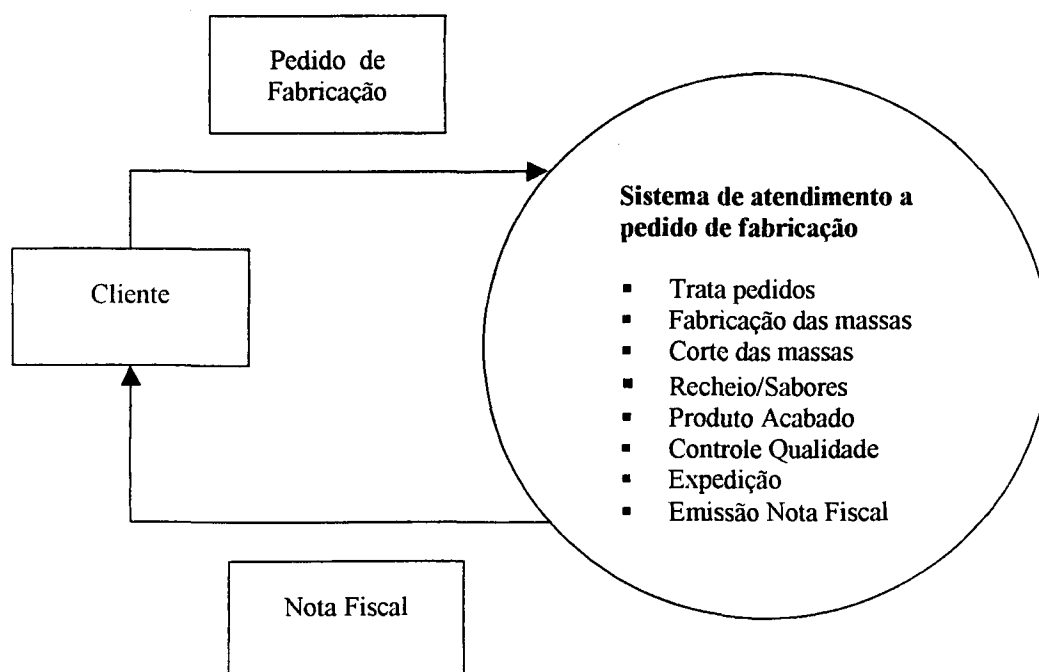 Pedido de
Fabricação
Sistema de atendimento a
pedido de fabricação
▪ Trata pedidos
▪ Fabricação das massas
▪ Corte das massas
▪ Recheio/Sabores
▪ Produto Acabado
▪ Controle Qualidade
▪ Expedição
▪ Emissão Nota Fiscal
Cliente
Nota Fiscal